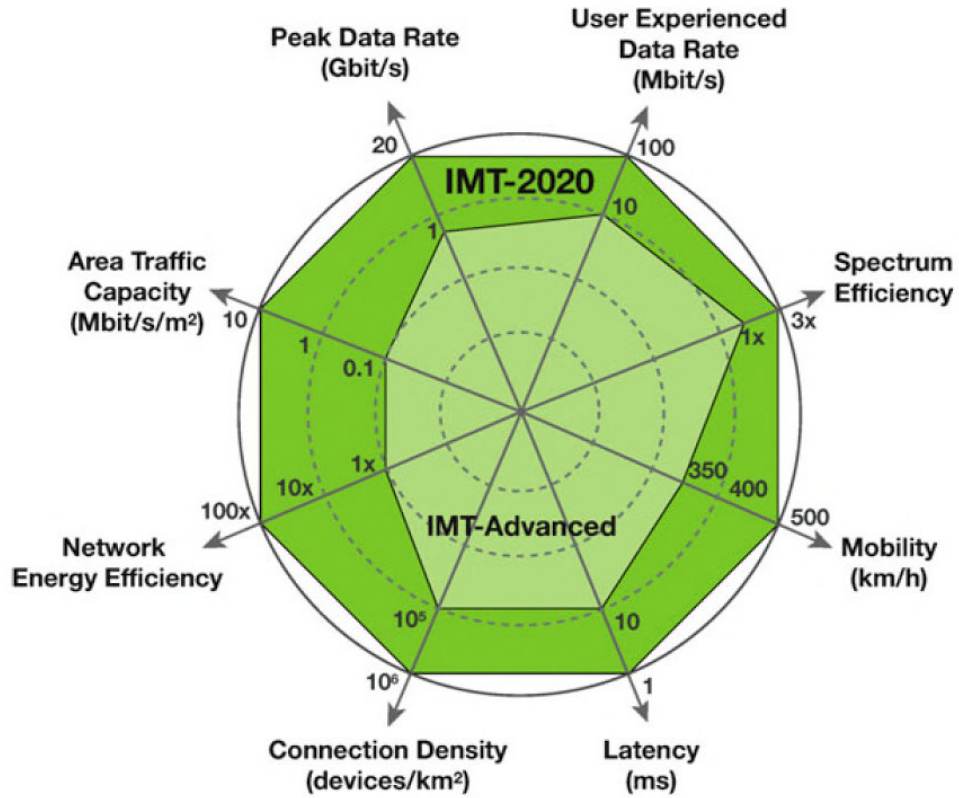 Peak Data Rate
(Gbit/s)
User Experienced
Data Rate
(Mbit/s)
20
100
IMT-2020
1
10
Area Traffic
Capacity
(Mbit/s/m²)
Spectrum
Efficiency
10
1
0.1
1x
3x
1x
10x
100x
350
400
500
Network
Energy Efficiency
IMT-Advanced
Mobility
(km/h)
10⁵
10
10⁶
1
Connection Density
(devices/km²)
Latency
(ms)